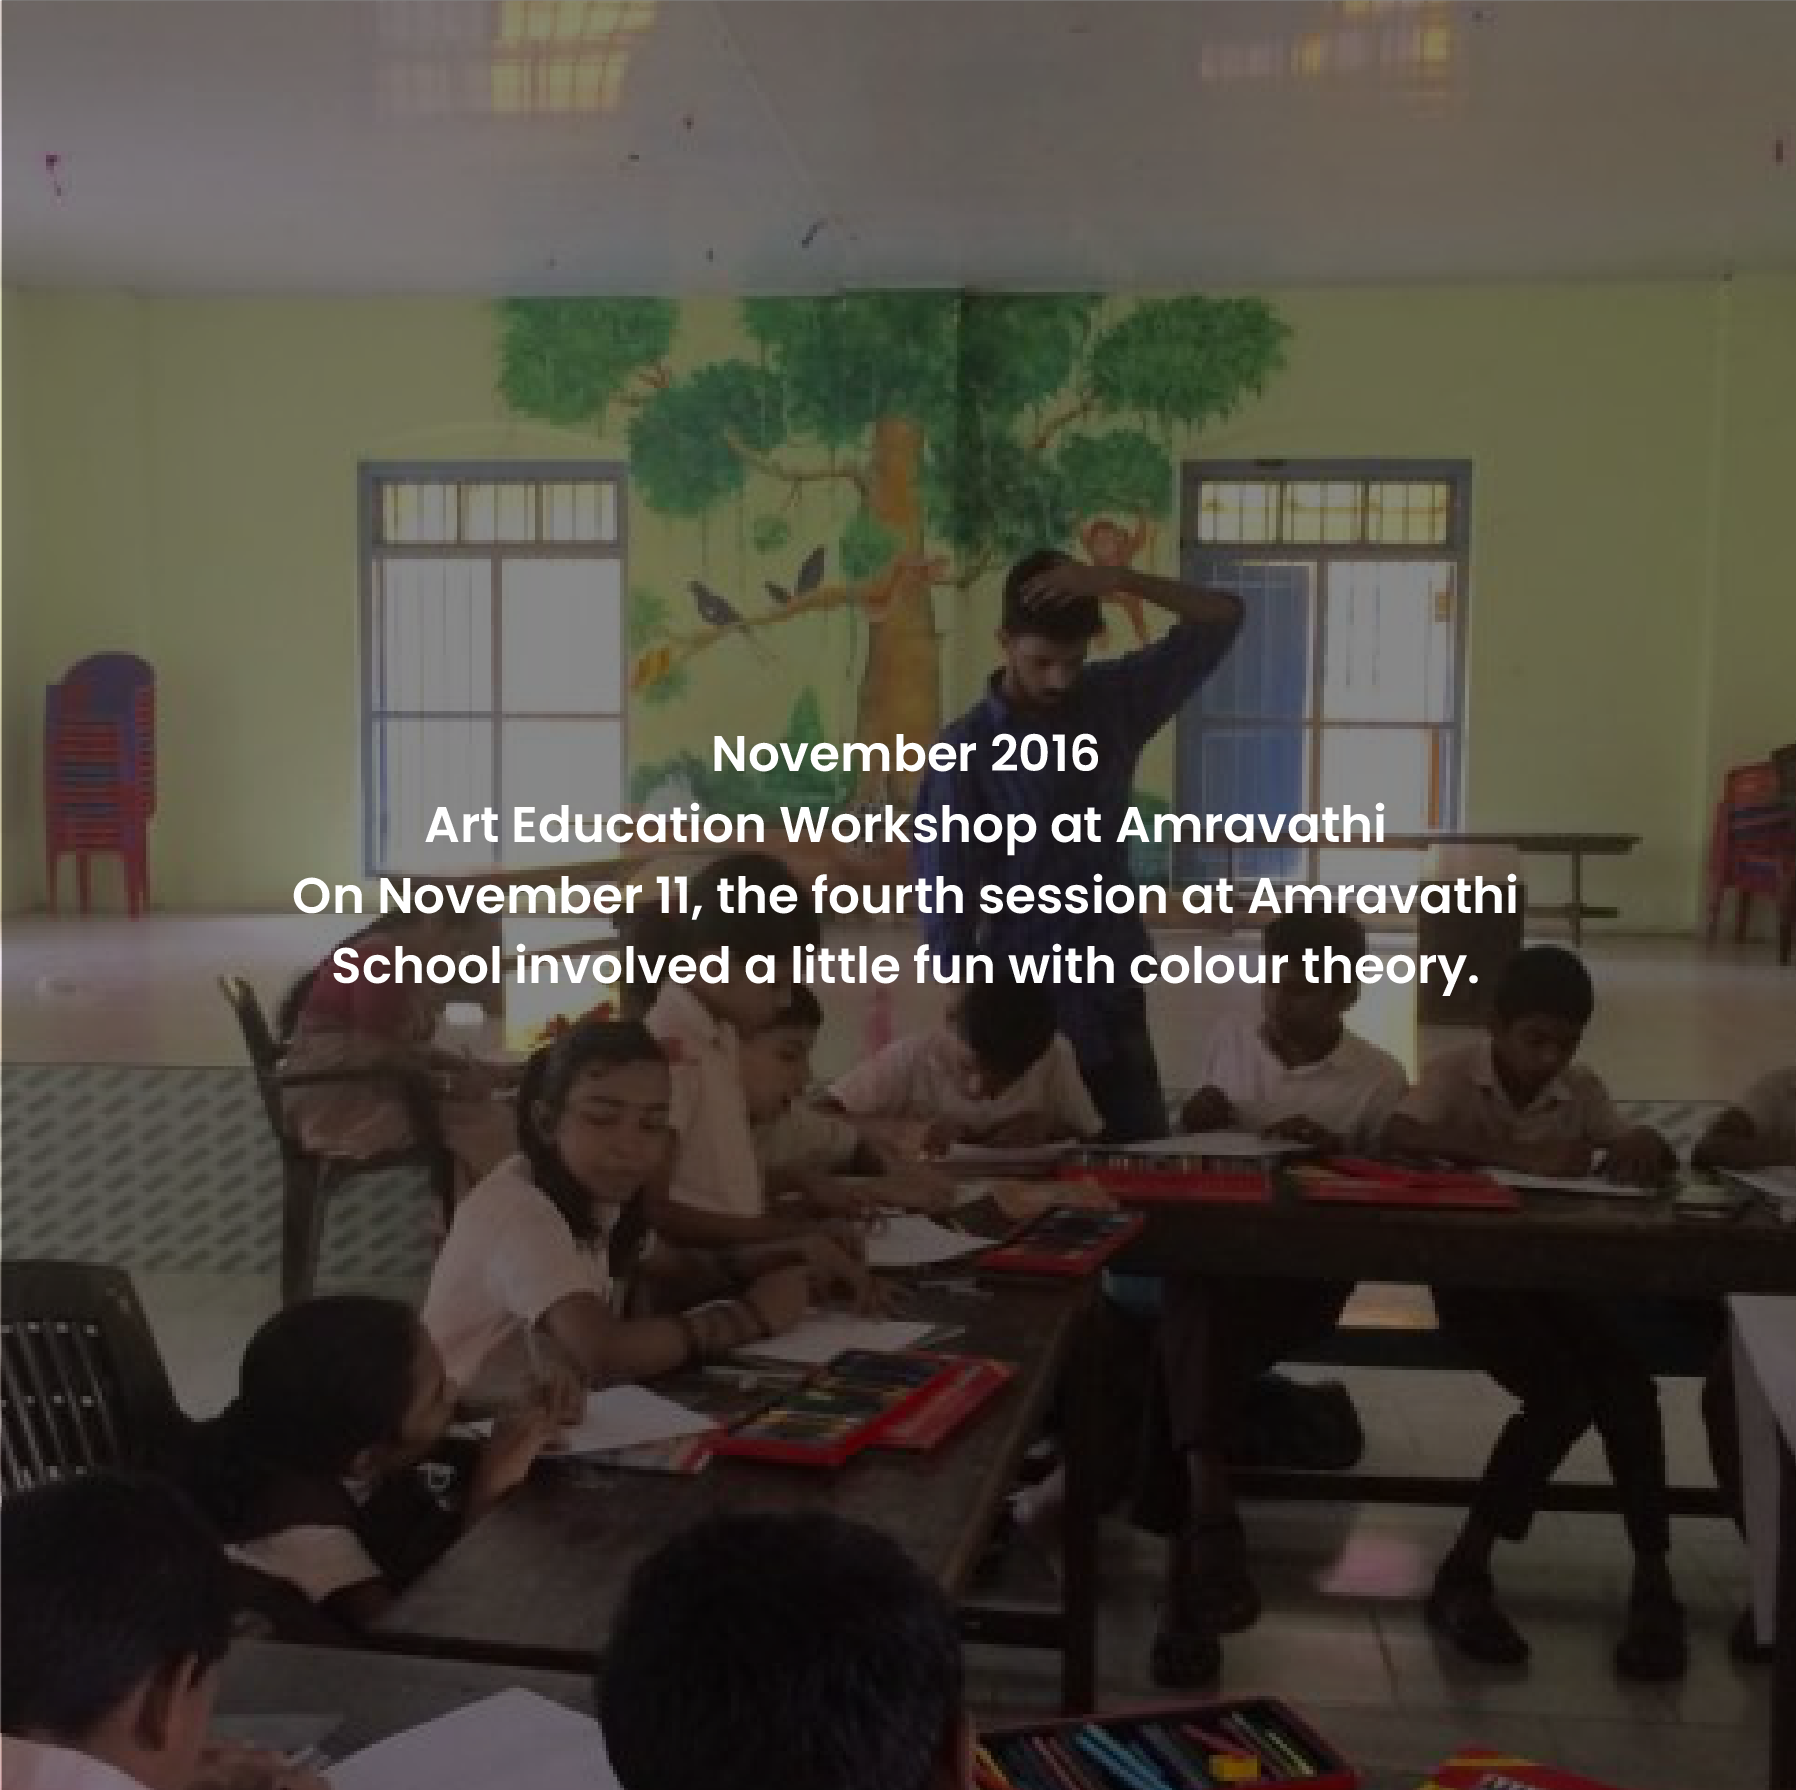 November 2016
Art Education Workshop at Amravathi
On November 11, the fourth session at Amravathi
School involved a little fun with colour theory.